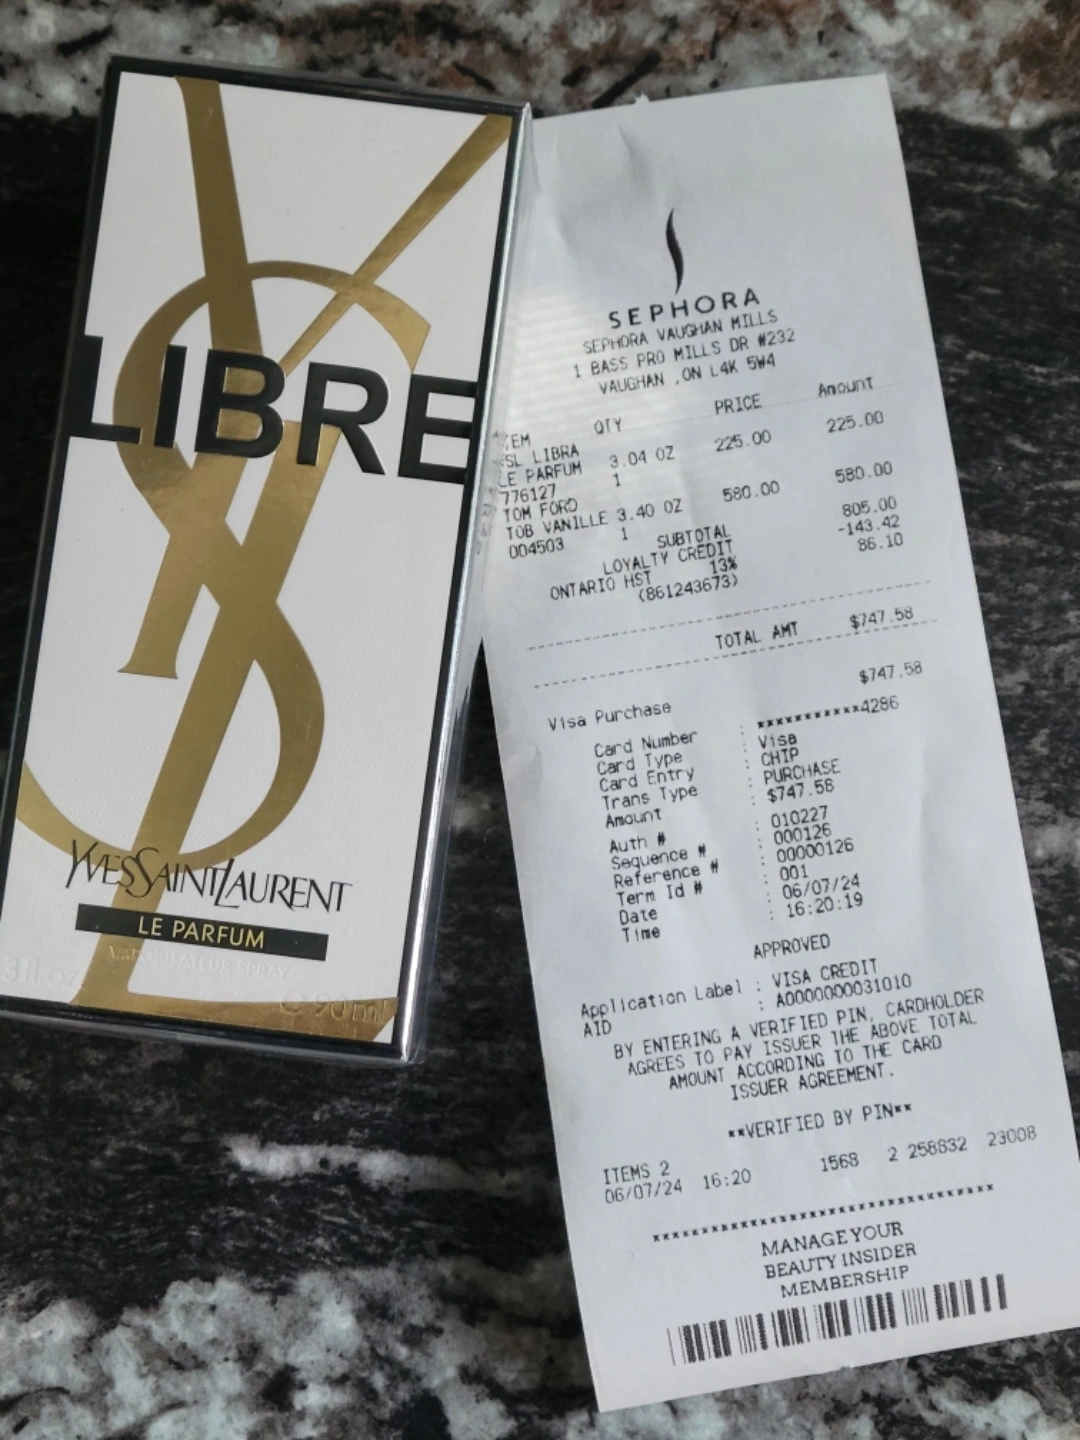 LIBRE
YVESSAINTLAURENT
LE PARFUM
VAPORISATEUR-SPRAY
3fl oz
90ml
SEPHORA
SEPHORA VAUGHAN MILLS
1 BASS PRO MILLS DR #232
VAUGHAN ,ON L4K 5W4
QTY PRICE Amount
SL LIBRA
LE PARFUM 3.04 OZ 225.00 225.00
776127 1
TOM FORD
TOB VANILLE 3.40 OZ 580.00 580.00
004503 1
SUBTOTAL 805.00
LOYALTY CREDIT -143.42
ONTARIO HST 13% 86.10
(861243673)
TOTAL AMT $747.58
$747.58
Visa Purchase
Card Number : xxxxxxxxxxxx4286
Card Type : Visa
Card Entry : CHIP
Trans Type : PURCHASE
Amount : $747.58
Auth # : 010227
Sequence # : 000126
Reference # : 00000126
Term Id # : 001
Date : 06/07/24
Time : 16:20:19
APPROVED
Application Label : VISA CREDIT
AID : A0000000031010
BY ENTERING A VERIFIED PIN, CARDHOLDER
AGREES TO PAY ISSUER THE ABOVE TOTAL
AMOUNT ACCORDING TO THE CARD
ISSUER AGREEMENT.
**VERIFIED BY PIN**
ITEMS 2
06/07/24 16:20 1568 2 258832 23008
MANAGE YOUR
BEAUTY INSIDER
MEMBERSHIP